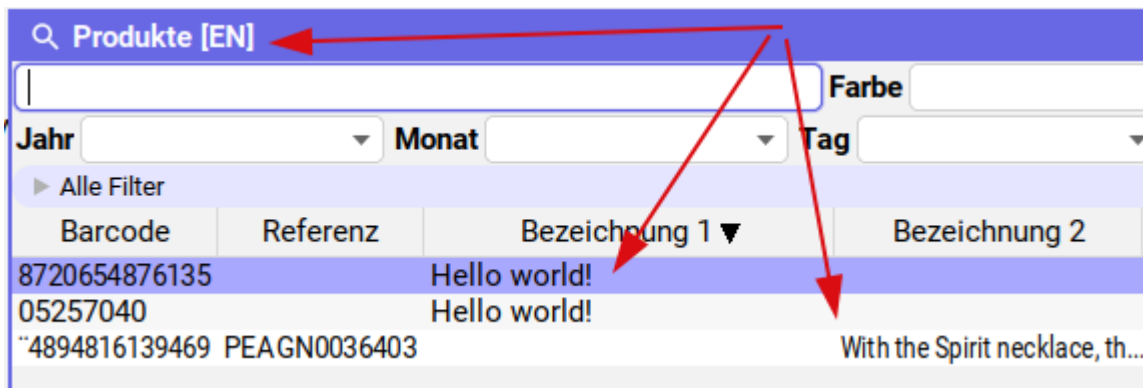 Produkte [EN]
Farbe
Jahr Monat Tag
Alle Filter
Barcode Referenz Bezeichnung 1 Bezeichnung 2
8720654876135 Hello world!
05257040 Hello world!
¨4894816139469 PEAGN0036403 With the Spirit necklace, th...